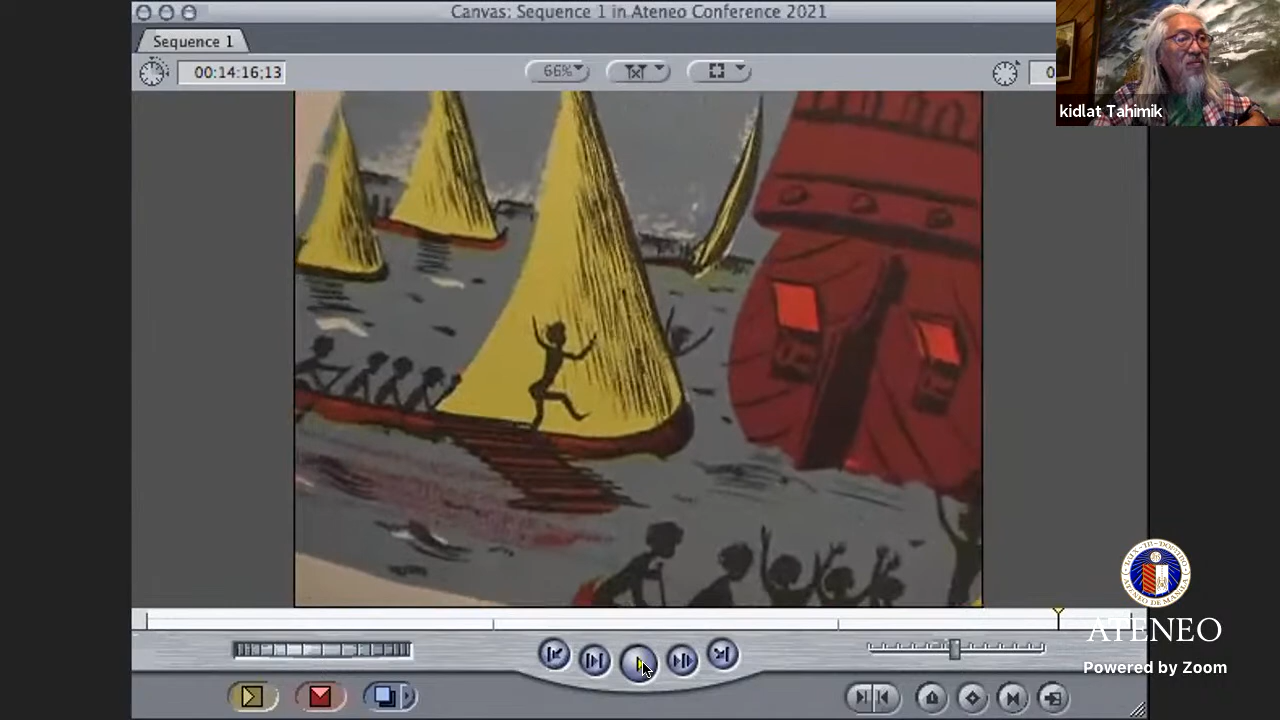 Canvas: Sequence 1 in Ateneo Conference 2021
Sequence 1
00:14:16;13
66%
0
kidlat Tahimik
ATENEO
Powered by Zoom